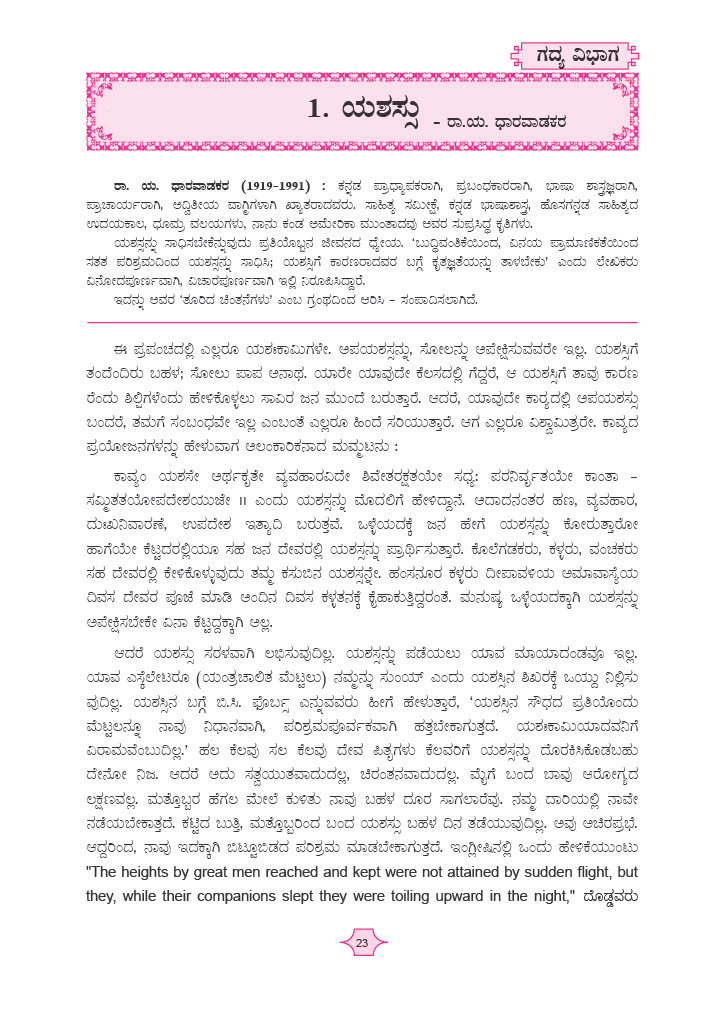 ಗದ್ಯ ವಿಭಾಗ
1. ಯಶಸ್ಸು
- ರಾ.ಯ. ಧಾರವಾಡಕರ
ರಾ. ಯ. ಧಾರವಾಡಕರ (1919-1991) : ಕನ್ನಡ ಪ್ರಾಧ್ಯಾಪಕರಾಗಿ, ಪ್ರಬಂಧಕಾರರಾಗಿ, ಭಾಷಾ ಶಾಸ್ತ್ರಜ್ಞರಾಗಿ,
ಪ್ರಾಚಾರ್ಯರಾಗಿ, ಅದ್ವಿತೀಯ ವಾಗ್ಮಿಗಳಾಗಿ ಖ್ಯಾತರಾದವರು. ಸಾಹಿತ್ಯ ಸಮೀಕ್ಷೆ, ಕನ್ನಡ ಭಾಷಾಶಾಸ್ತ್ರ, ಹೊಸಗನ್ನಡ ಸಾಹಿತ್ಯದ
ಉದಯಕಾಲ, ಧೂಮ್ರ ವಲಯಗಳು, ನಾನು ಕಂಡ ಅಮೇರಿಕಾ ಮುಂತಾದವು ಅವರ ಸುಪ್ರಸಿದ್ಧ ಕೃತಿಗಳು.
ಯಶಸ್ಸನ್ನು ಸಾಧಿಸಬೇಕೆನ್ನುವುದು ಪ್ರತಿಯೊಬ್ಬನ ಜೀವನದ ಧ್ಯೇಯ. ‘ಬುದ್ಧಿವಂತಿಕೆಯಿಂದ, ವಿನಯ ಪ್ರಾಮಾಣಿಕತೆಯಿಂದ
ಸತತ ಪರಿಶ್ರಮದಿಂದ ಯಶಸ್ಸನ್ನು ಸಾಧಿಸಿ; ಯಶಸ್ಸಿಗೆ ಕಾರಣರಾದವರ ಬಗ್ಗೆ ಕೃತಜ್ಞತೆಯನ್ನು ತಾಳಬೇಕು’ ಎಂದು ಲೇಖಕರು
ವಿನೋದಪೂರ್ಣವಾಗಿ, ವಿಚಾರಪೂರ್ಣವಾಗಿ ಇಲ್ಲಿ ನಿರೂಪಿಸಿದ್ದಾರೆ.
ಇದನ್ನು ಅವರ ‘ತೂರಿದ ಚಿಂತನೆಗಳು’ ಎಂಬ ಗ್ರಂಥದಿಂದ ಆರಿಸಿ – ಸಂಪಾದಿಸಲಾಗಿದೆ.
ಈ ಪ್ರಪಂಚದಲ್ಲಿ ಎಲ್ಲರೂ ಯಶಃಕಾಮಿಗಳೇ. ಅಪಯಶಸ್ಸನ್ನು, ಸೋಲನ್ನು ಅಪೇಕ್ಷಿಸುವವರೇ ಇಲ್ಲ. ಯಶಸ್ಸಿಗೆ
ತಂದೆಂದಿರು ಬಹಳ; ಸೋಲು ಪಾಪ ಅನಾಥ. ಯಾರೇ ಯಾವುದೇ ಕೆಲಸದಲ್ಲಿ ಗೆದ್ದರೆ, ಆ ಯಶಸ್ಸಿಗೆ ತಾವು ಕಾರಣ
ರೆಂದು ಶಿಲ್ಪಿಗಳೆಂದು ಹೇಳಿಕೊಳ್ಳಲು ಸಾವಿರ ಜನ ಮುಂದೆ ಬರುತ್ತಾರೆ. ಆದರೆ, ಯಾವುದೇ ಕಾರ‍್ಯದಲ್ಲಿ ಅಪಯಶಸ್ಸು
ಬಂದರೆ, ತಮಗೆ ಸಂಬಂಧವೇ ಇಲ್ಲ ಎಂಬಂತೆ ಎಲ್ಲರೂ ಹಿಂದೆ ಸರಿಯುತ್ತಾರೆ. ಆಗ ಎಲ್ಲರೂ ವಿಶ್ವಾಮಿತ್ರರೇ. ಕಾವ್ಯದ
ಪ್ರಯೋಜನಗಳನ್ನು ಹೇಳುವಾಗ ಅಲಂಕಾರಿಕನಾದ ಮಮ್ಮಟನು :
ಕಾವ್ಯಂ ಯಶಸೇ ಅರ್ಥಕೃತೇ ವ್ಯವಹಾರವಿದೇ ಶಿವೇತರಕ್ಷತಯೇ ಸದ್ಯ: ಪರನಿರ್ವೃತಯೇ ಕಾಂತಾ –
ಸಮ್ಮಿತತಯೋಪದೇಶಯುಜೇ ॥ ಎಂದು ಯಶಸ್ಸನ್ನು ಮೊದಲಿಗೆ ಹೇಳಿದ್ದಾನೆ. ಅದಾದನಂತರ ಹಣ, ವ್ಯವಹಾರ,
ದುಃಖನಿವಾರಣೆ, ಉಪದೇಶ ಇತ್ಯಾದಿ ಬರುತ್ತವೆ. ಒಳ್ಳೆಯದಕ್ಕೆ ಜನ ಹೇಗೆ ಯಶಸ್ಸನ್ನು ಕೋರುತ್ತಾರೋ
ಹಾಗೆಯೇ ಕೆಟ್ಟದರಲ್ಲಿಯೂ ಸಹ ಜನ ದೇವರಲ್ಲಿ ಯಶಸ್ಸನ್ನು ಪ್ರಾರ್ಥಿಸುತ್ತಾರೆ. ಕೊಲೆಗಡಕರು, ಕಳ್ಳರು, ವಂಚಕರು
ಸಹ ದೇವರಲ್ಲಿ ಕೇಳಿಕೊಳ್ಳುವುದು ತಮ್ಮ ಕಸುಬಿನ ಯಶಸ್ಸನ್ನೇ. ಹಂಸನೂರ ಕಳ್ಳರು ದೀಪಾವಳಿಯ ಅಮಾವಾಸ್ಯೆಯ
ದಿವಸ ದೇವರ ಪೂಜೆ ಮಾಡಿ ಅಂದಿನ ದಿವಸ ಕಳ್ಳತನಕ್ಕೆ ಕೈಹಾಕುತ್ತಿದ್ದರಂತೆ. ಮನುಷ್ಯ ಒಳ್ಳೆಯದಕ್ಕಾಗಿ ಯಶಸ್ಸನ್ನು
ಅಪೇಕ್ಷಿಸಬೇಕೇ ವಿನಾ ಕೆಟ್ಟದ್ದಕ್ಕಾಗಿ ಅಲ್ಲ.
ಆದರೆ ಯಶಸ್ಸು ಸರಳವಾಗಿ ಲಭಿಸುವುದಿಲ್ಲ. ಯಶಸ್ಸನ್ನು ಪಡೆಯಲು ಯಾವ ಮಾಯಾದಂಡವೂ ಇಲ್ಲ.
ಯಾವ ಎಸ್ಕೆಲೇಟರೂ (ಯಂತ್ರಚಾಲಿತ ಮೆಟ್ಟಲು) ನಮ್ಮನ್ನು ಸುಂಯ್ ಎಂದು ಯಶಸ್ಸಿನ ಶಿಖರಕ್ಕೆ ಒಯ್ದು ನಿಲ್ಲಿಸು
ವುದಿಲ್ಲ. ಯಶಸ್ಸಿನ ಬಗ್ಗೆ ಬಿ.ಸಿ. ಫೊರ್ಬ್ಸ ಎನ್ನುವವರು ಹೀಗೆ ಹೇಳುತ್ತಾರೆ, ‘ಯಶಸ್ಸಿನ ಸೌಧದ ಪ್ರತಿಯೊಂದು
ಮೆಟ್ಟಲನ್ನೂ ನಾವು ನಿಧಾನವಾಗಿ, ಪರಿಶ್ರಮಪೂರ್ವಕವಾಗಿ ಹತ್ತಬೇಕಾಗುತ್ತದೆ. ಯಶಃಕಾಮಿಯಾದವನಿಗೆ
ವಿರಾಮವೆಂಬುದಿಲ್ಲ.’ ಹಲ ಕೆಲವು ಸಲ ಕೆಲವು ದೇವ ಪಿತೃಗಳು ಕೆಲವರಿಗೆ ಯಶಸ್ಸನ್ನು ದೊರಕಿಸಿಕೊಡಬಹು
ದೇನೋ ನಿಜ. ಆದರೆ ಅದು ಸತ್ವಯುತವಾದುದಲ್ಲ, ಚಿರಂತನವಾದುದಲ್ಲ. ಮೈಗೆ ಬಂದ ಬಾವು ಆರೋಗ್ಯದ
ಲಕ್ಷಣವಲ್ಲ. ಮತ್ತೊಬ್ಬರ ಹೆಗಲ ಮೇಲೆ ಕುಳಿತು ನಾವು ಬಹಳ ದೂರ ಸಾಗಲಾರೆವು. ನಮ್ಮ ದಾರಿಯಲ್ಲಿ ನಾವೇ
ನಡೆಯಬೇಕಾತ್ತದೆ. ಕಟ್ಟಿದ ಬುತ್ತಿ, ಮತ್ತೊಬ್ಬರಿಂದ ಬಂದ ಯಶಸ್ಸು ಬಹಳ ದಿನ ತಡೆಯುವುದಿಲ್ಲ. ಅವು ಅಚಿರಪ್ರಭೆ.
ಆದ್ದರಿಂದ, ನಾವು ಇದಕ್ಕಾಗಿ ಬಿಟ್ಟೂಬಿಡದ ಪರಿಶ್ರಮ ಮಾಡಬೇಕಾಗುತ್ತದೆ. ಇಂಗ್ಲೀಷಿನಲ್ಲಿ ಒಂದು ಹೇಳಿಕೆಯುಂಟು
"The heights by great men reached and kept were not attained by sudden flight, but
they, while their companions slept they were toiling upward in the night," ದೊಡ್ಡವರು
23